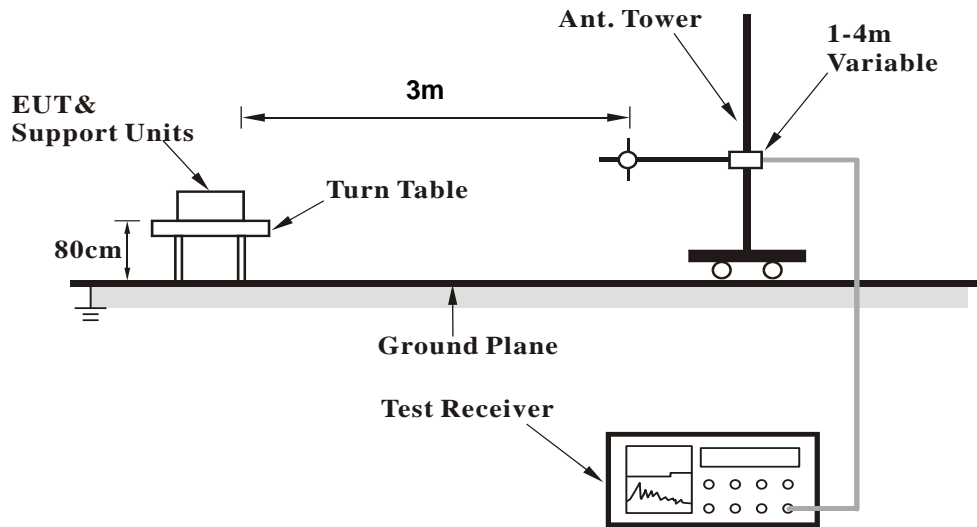 Ant. Tower
1-4m
Variable
3m
EUT&
Support Units
Turn Table
80cm
Ground Plane
Test Receiver